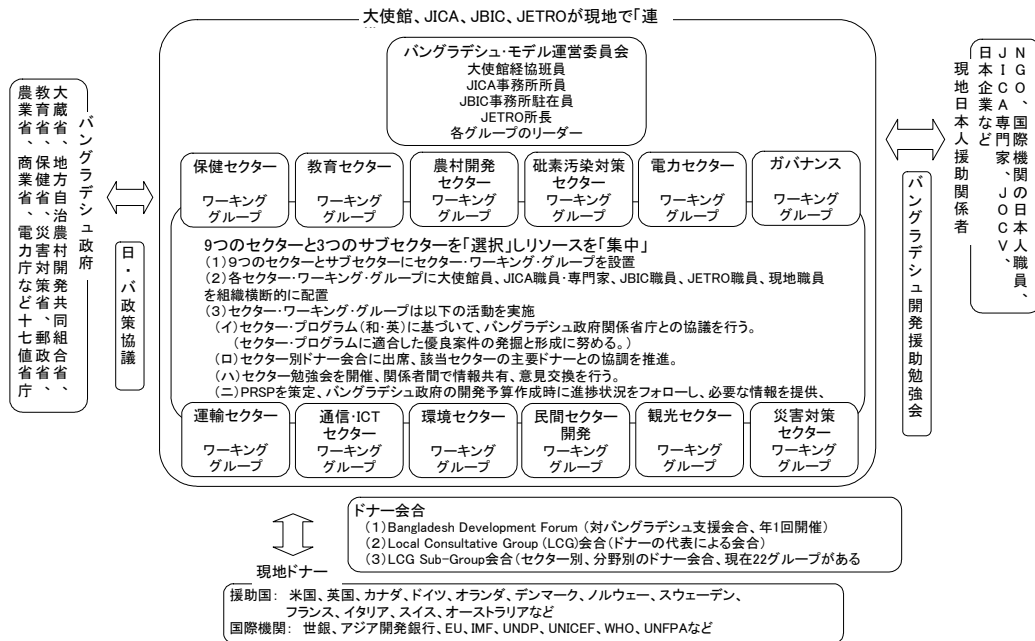 大使館、JICA、JBIC、JETROが現地で「連
バングラデシュ・モデル運営委員会
大使館経協班員
JICA事務所所員
JBIC事務所駐在員
JETRO所長
各グループのリーダー
バングラデシュ政府
大蔵省、地方自治農村開発共同組合省、
教育省、保健省、災害対策省、郵政省、
農業省、商業省、電力庁など十七値省庁
日・バ政策協議
保健セクター
ワーキング
グループ
教育セクター
ワーキング
グループ
農村開発
セクター
ワーキング
グループ
砒素汚染対策
セクター
ワーキング
グループ
電力セクター
ワーキング
グループ
ガバナンス
ワーキング
グループ
9つのセクターと3つのサブセクターを「選択」しリソースを「集中」
(1)9つのセクターとサブセクターにセクター・ワーキング・グループを設置
(2)各セクター・ワーキング・グループに大使館員、JICA職員・専門家、JBIC職員、JETRO職員、現地職員
を組織横断的に配置
(3)セクター・ワーキング・グループは以下の活動を実施
(イ)セクター・プログラム(和・英)に基づいて、バングラデシュ政府関係省庁との協議を行う。
(セクター・プログラムに適合した優良案件の発掘と形成に努める。)
(ロ)セクター別ドナー会合に出席、該当セクターの主要ドナーとの協調を推進。
(ハ)セクター勉強会を開催、関係者間で情報共有、意見交換を行う。
(ニ)PRSPを策定、バングラデシュ政府の開発予算作成時に進捗状況をフォローし、必要な情報を提供、
運輸セクター
ワーキング
グループ
通信・ICT
セクター
ワーキング
グループ
環境セクター
ワーキング
グループ
民間セクター
開発
ワーキング
グループ
観光セクター
ワーキング
グループ
災害対策
セクター
ワーキング
グループ
現地日本人援助関係者
NGO、国際機関の日本人職員、
JICA専門家、JOCV、
日本企業など
バングラデシュ開発援助勉強会
ドナー会合
(1)Bangladesh Development Forum (対バングラデシュ支援会合、年1回開催)
(2)Local Consultative Group (LCG)会合(ドナーの代表による会合)
(3)LCG Sub-Group会合(セクター別、分野別のドナー会合、現在22グループがある
現地ドナー
援助国: 米国、英国、カナダ、ドイツ、オランダ、デンマーク、ノルウェー、スウェーデン、
フランス、イタリア、スイス、オーストラリアなど
国際機関: 世銀、アジア開発銀行、EU、IMF、UNDP、UNICEF、WHO、UNFPAなど